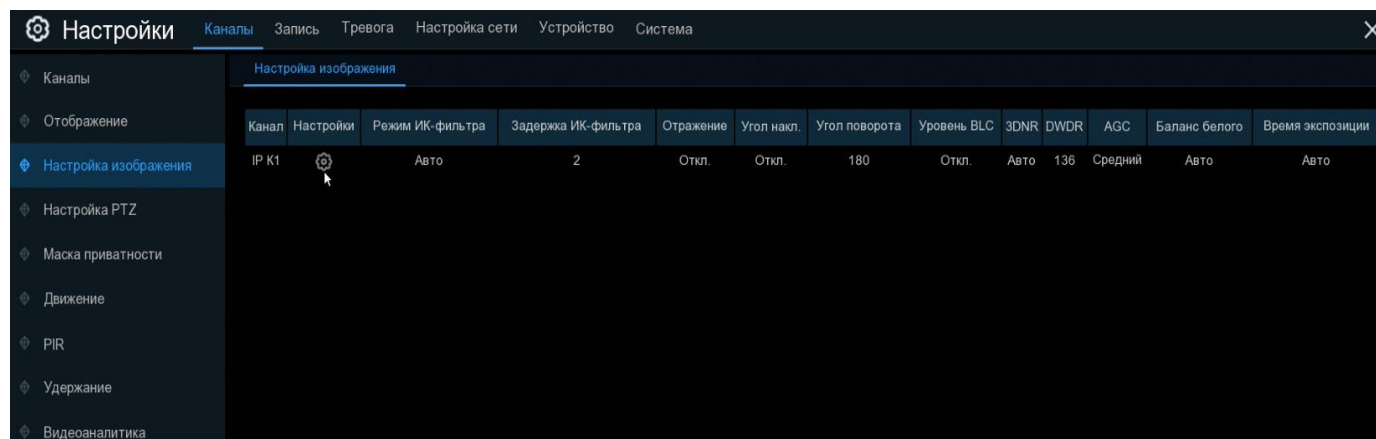 Настройки Каналы Запись Тревога Настройка сети Устройство Система
Каналы
Отображение
Настройка изображения
Настройка PTZ
Маска приватности
Движение
PIR
Удержание
Видеоаналитика
Настройка изображения
Канал Настройки Режим ИК-фильтра Задержка ИК-фильтра Отражение Угол накл. Угол поворота Уровень BLC 3DNR DWDR AGC Баланс белого Время экспозиции
IP K1 Авто 2 Откл. Откл. 180 Откл. Авто 136 Средний Авто Авто